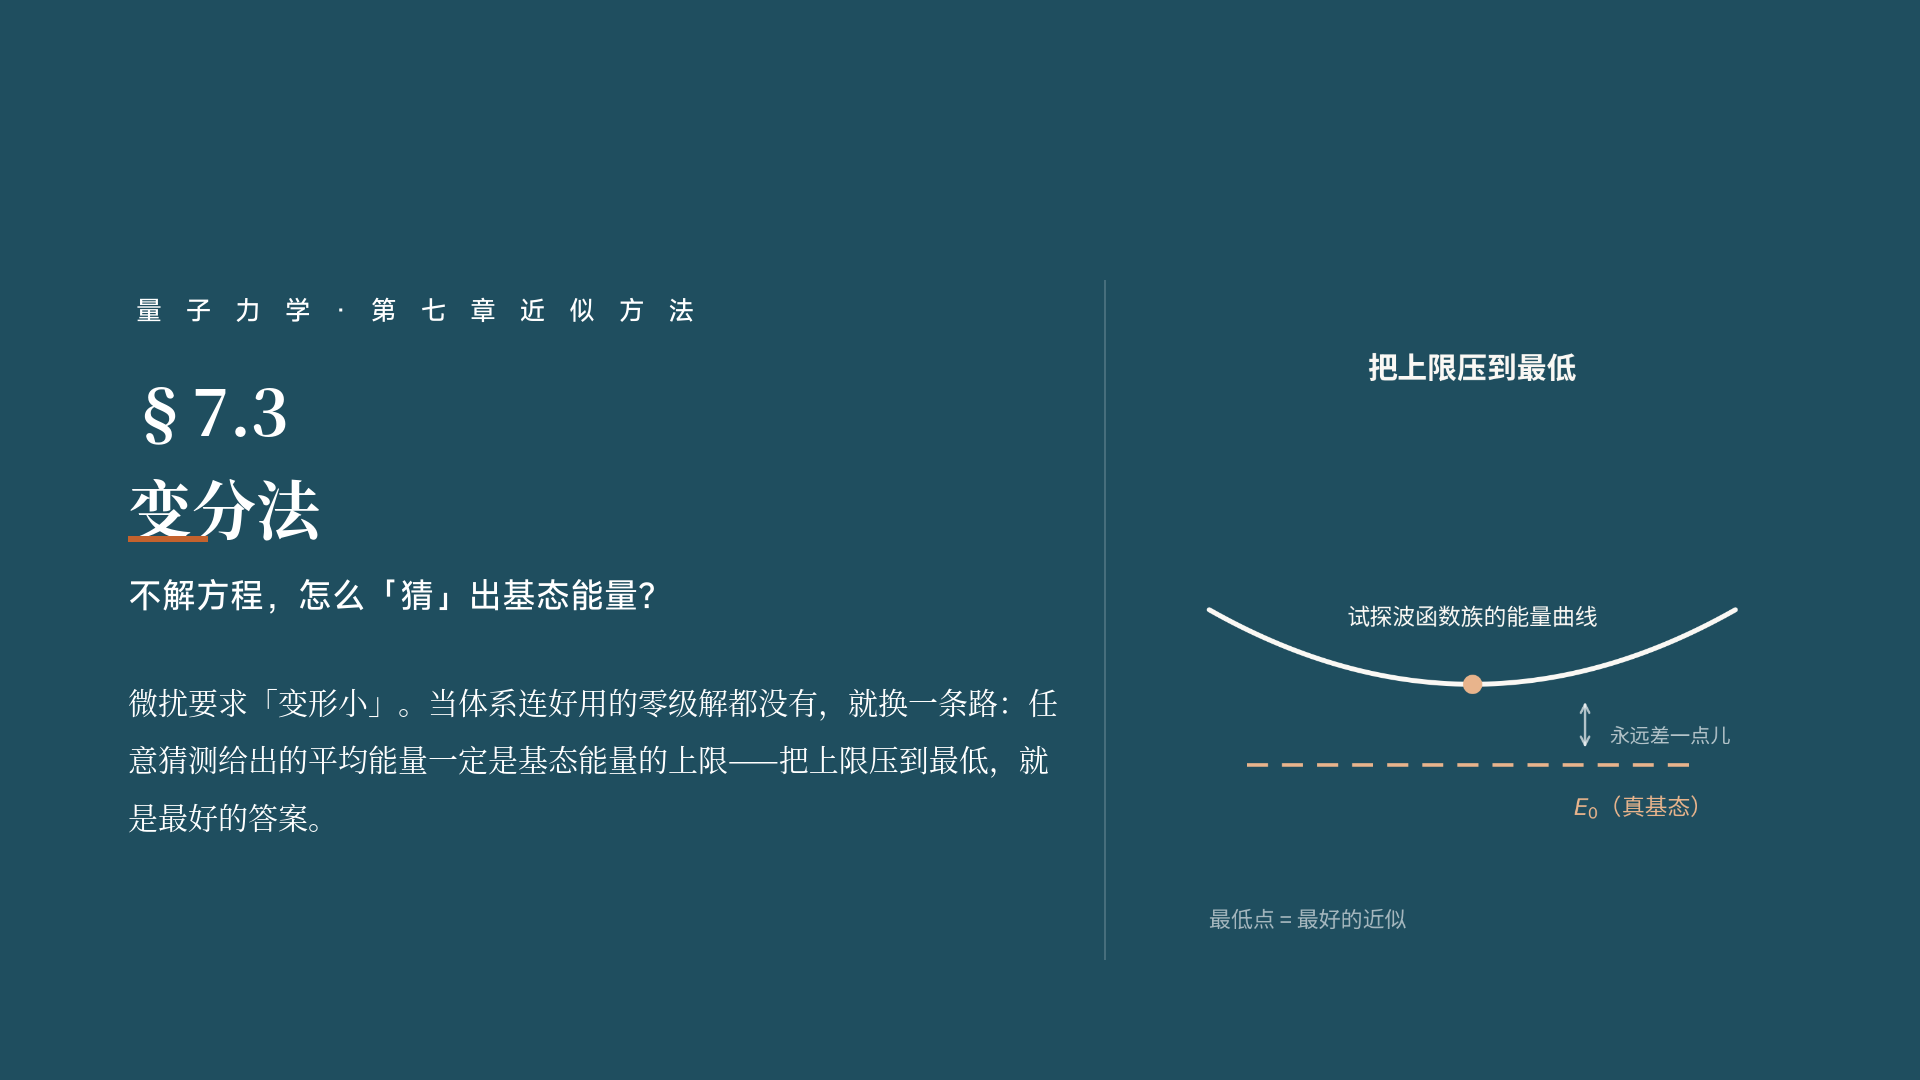 量子力学·第七章近似方法
§7.3
变分法
不解方程，怎么「猜」出基态能量？
微扰要求「变形小」。当体系连好用的零级解都没有，就换一条路：任
意猜测给出的平均能量一定是基态能量的上限——把上限压到最低，就
是最好的答案。
把上限压到最低
试探波函数族的能量曲线
永远差一点儿
E₀（真基态）
最低点 = 最好的近似